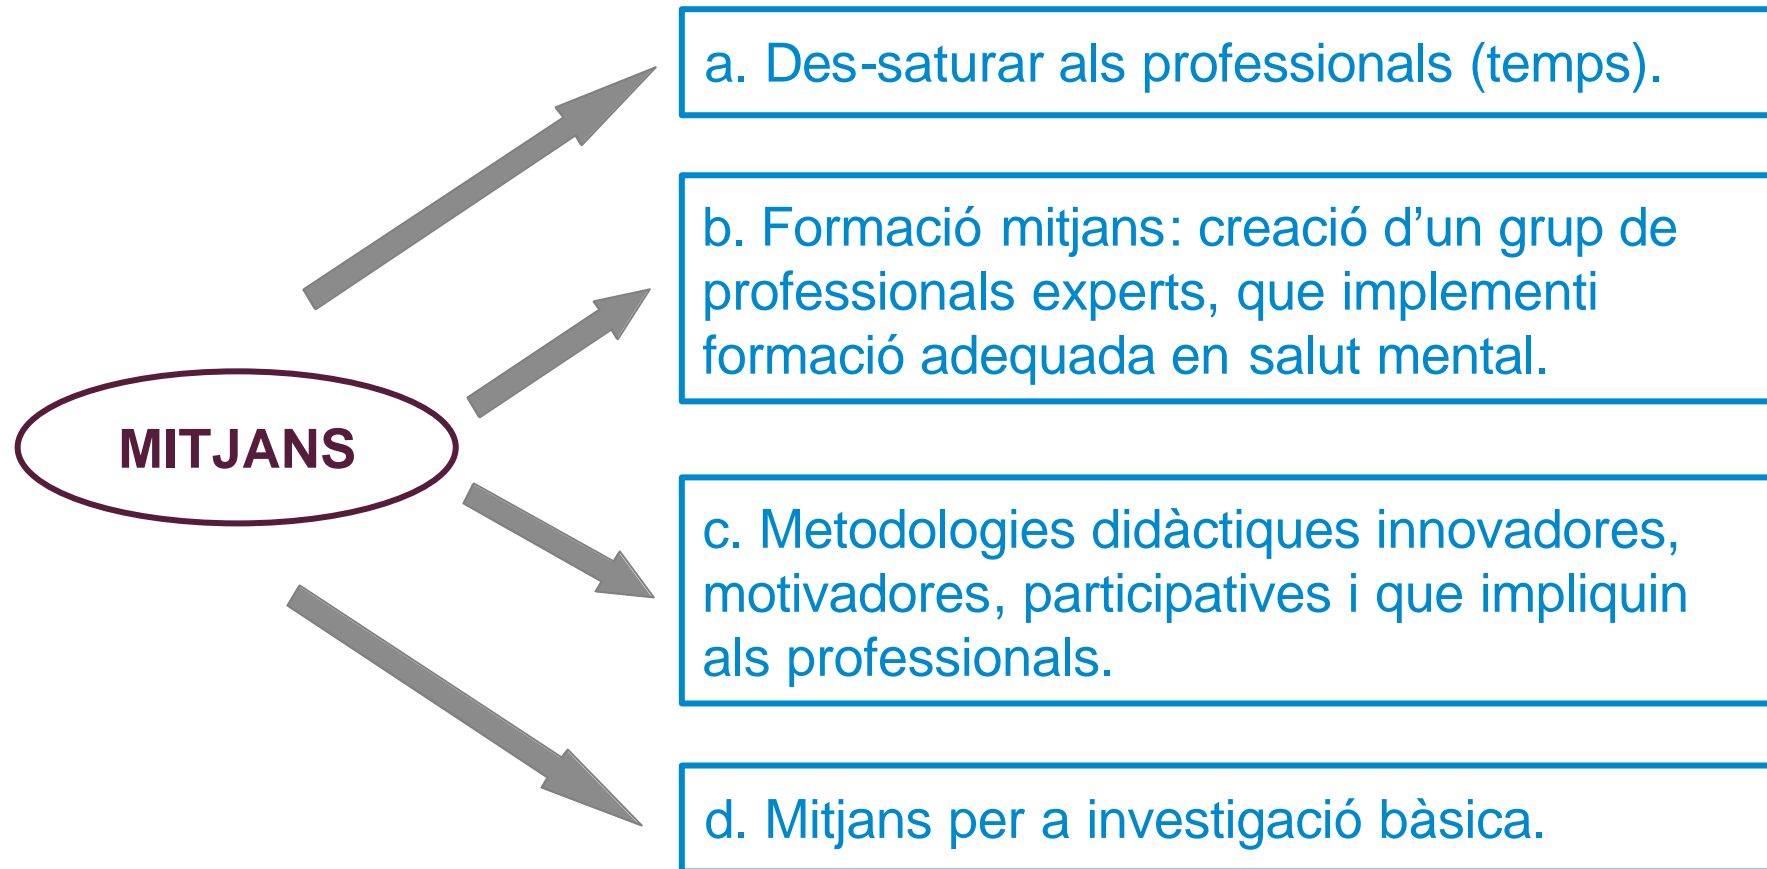 a. Des-saturar als professionals (temps).
b. Formació mitjans: creació d’un grup de
professionals experts, que implementi
formació adequada en salut mental.
MITJANS
c. Metodologies didàctiques innovadores,
motivadores, participatives i que impliquin
als professionals.
d. Mitjans per a investigació bàsica.